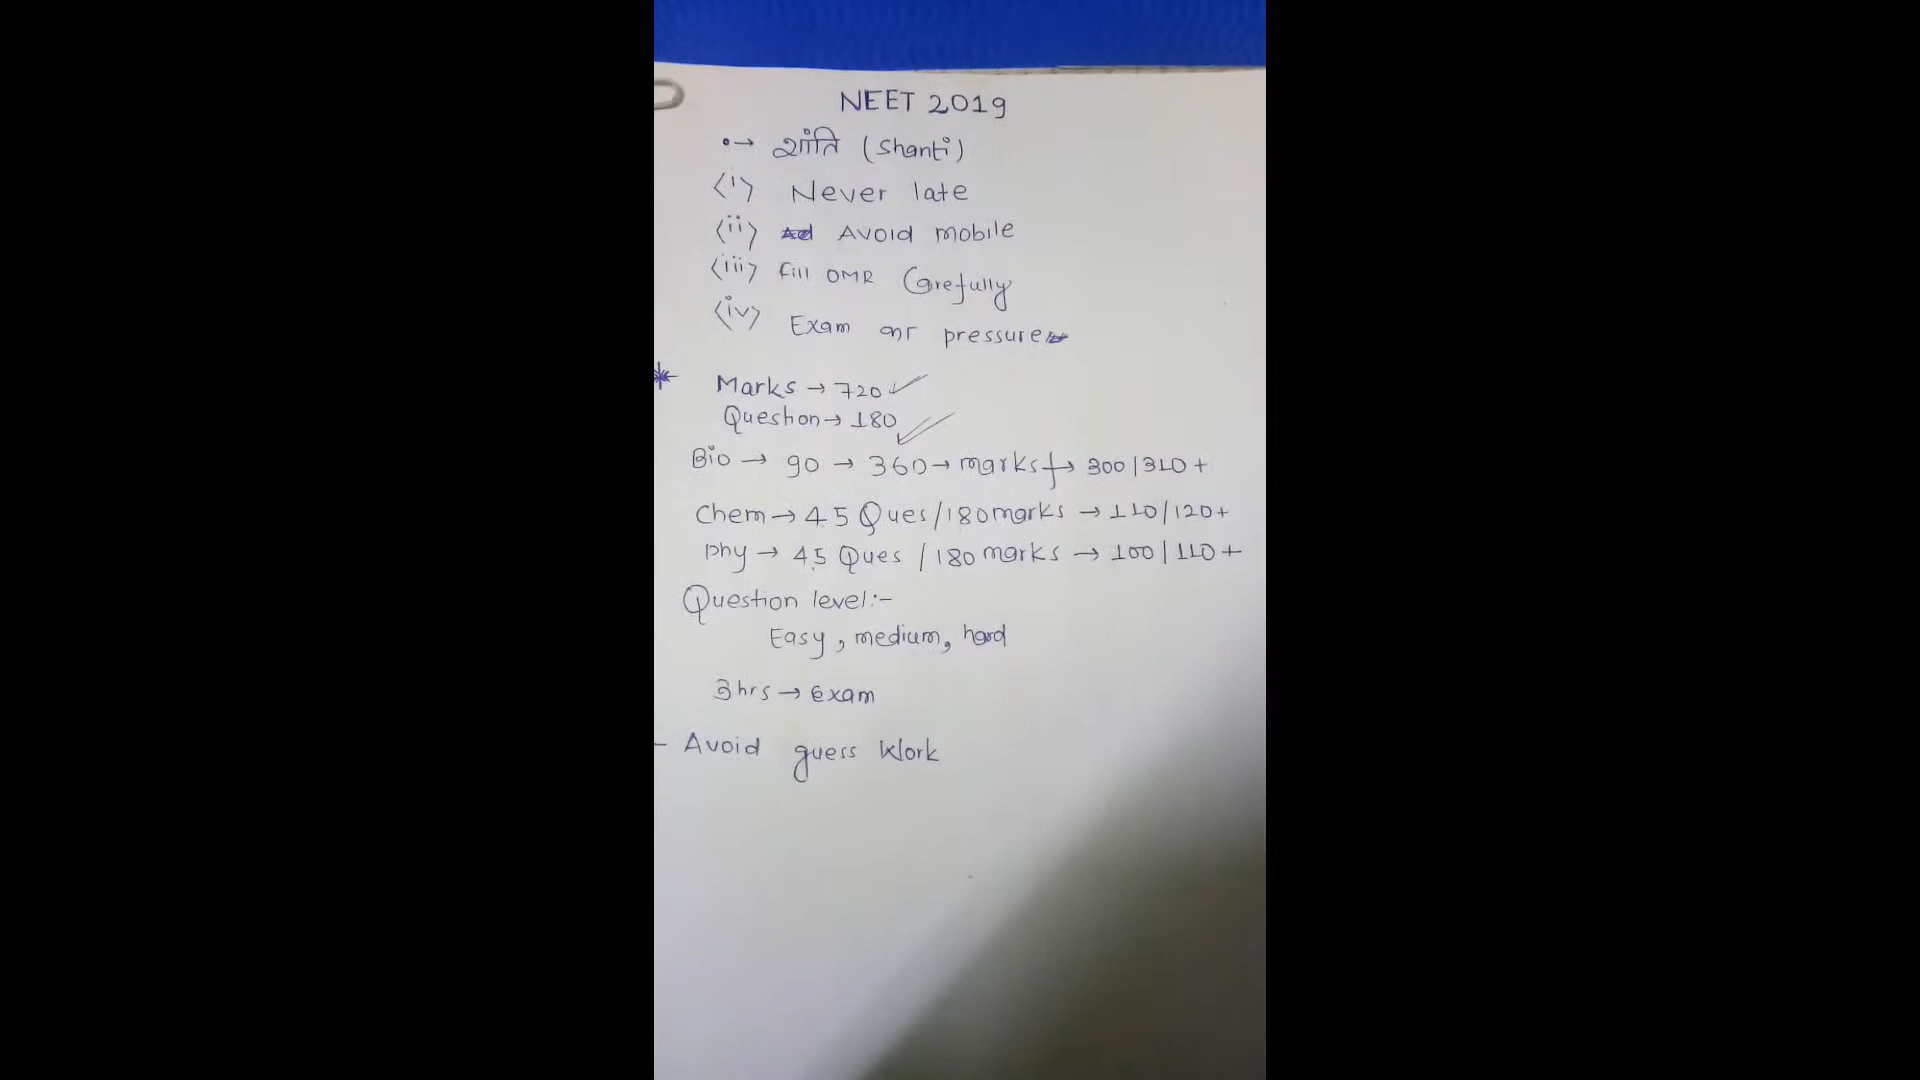 NEET 2019
•→ शांति (Shanti)
<i> Never late
<ii> Avoid mobile
<iii> fill OMR Carefully
<iv> Exam का pressure
* Marks → 720 ✓
Question → 180
Bio → 90 → 360 → marks → 300/310+
Chem → 45 Ques/180 marks → 110/120+
Phy → 45 Ques/180 marks → 100|110+
Question level:-
Easy, medium, hard
3 hrs → Exam
- Avoid guess Work